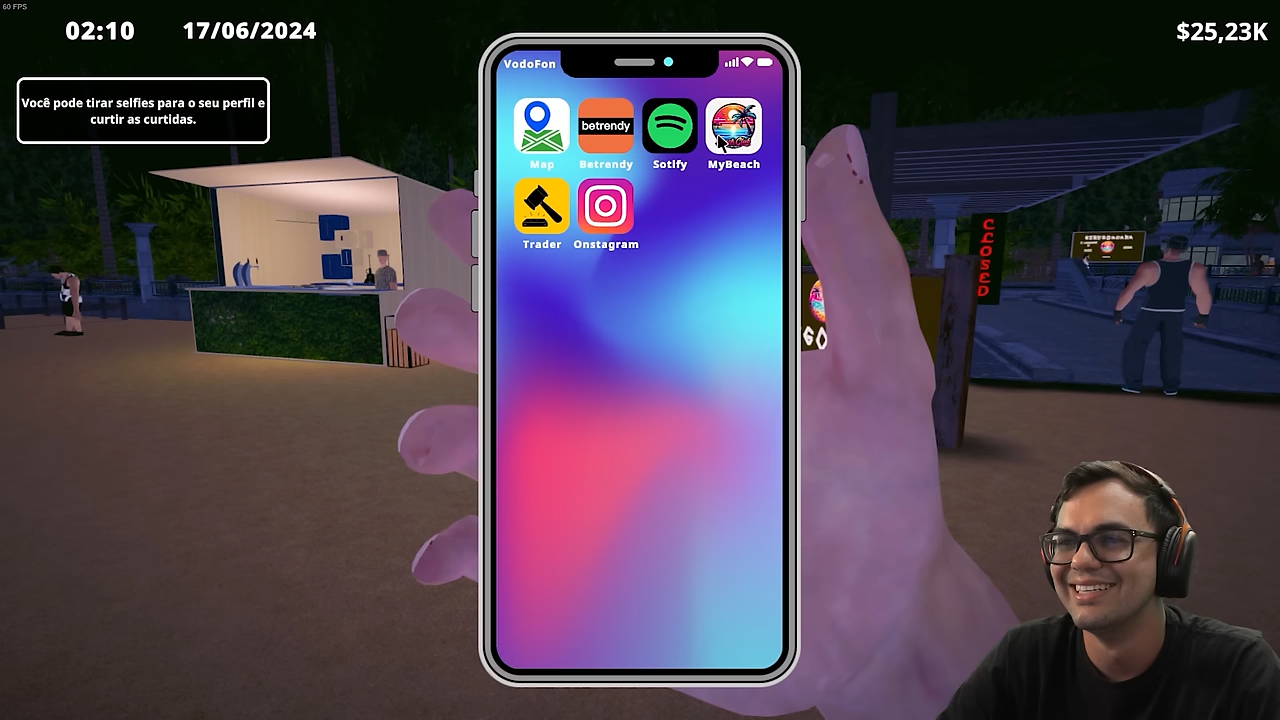 60 FPS
02:10
17/06/2024
$25,23K
Você pode tirar selfies para o seu perfil e
curtir as curtidas.
VodoFon
betrendy
Map
Betrendy
Sotify
MyBeach
Trader
Onstagram
CLOSED
GO